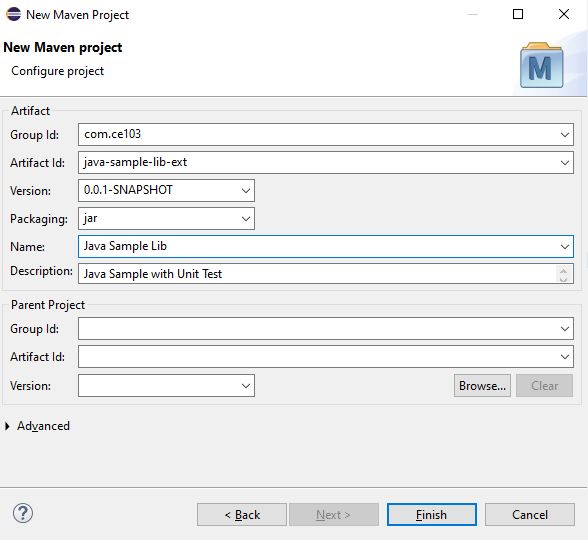 New Maven Project
New Maven project
Configure project
M
Artifact
Group Id: com.ce103
Artifact Id: java-sample-lib-ext
Version: 0.0.1-SNAPSHOT
Packaging: jar
Name: Java Sample Lib
Description: Java Sample with Unit Test
Parent Project
Group Id:
Artifact Id:
Version:
Browse... Clear
Advanced
? < Back Next > Finish Cancel